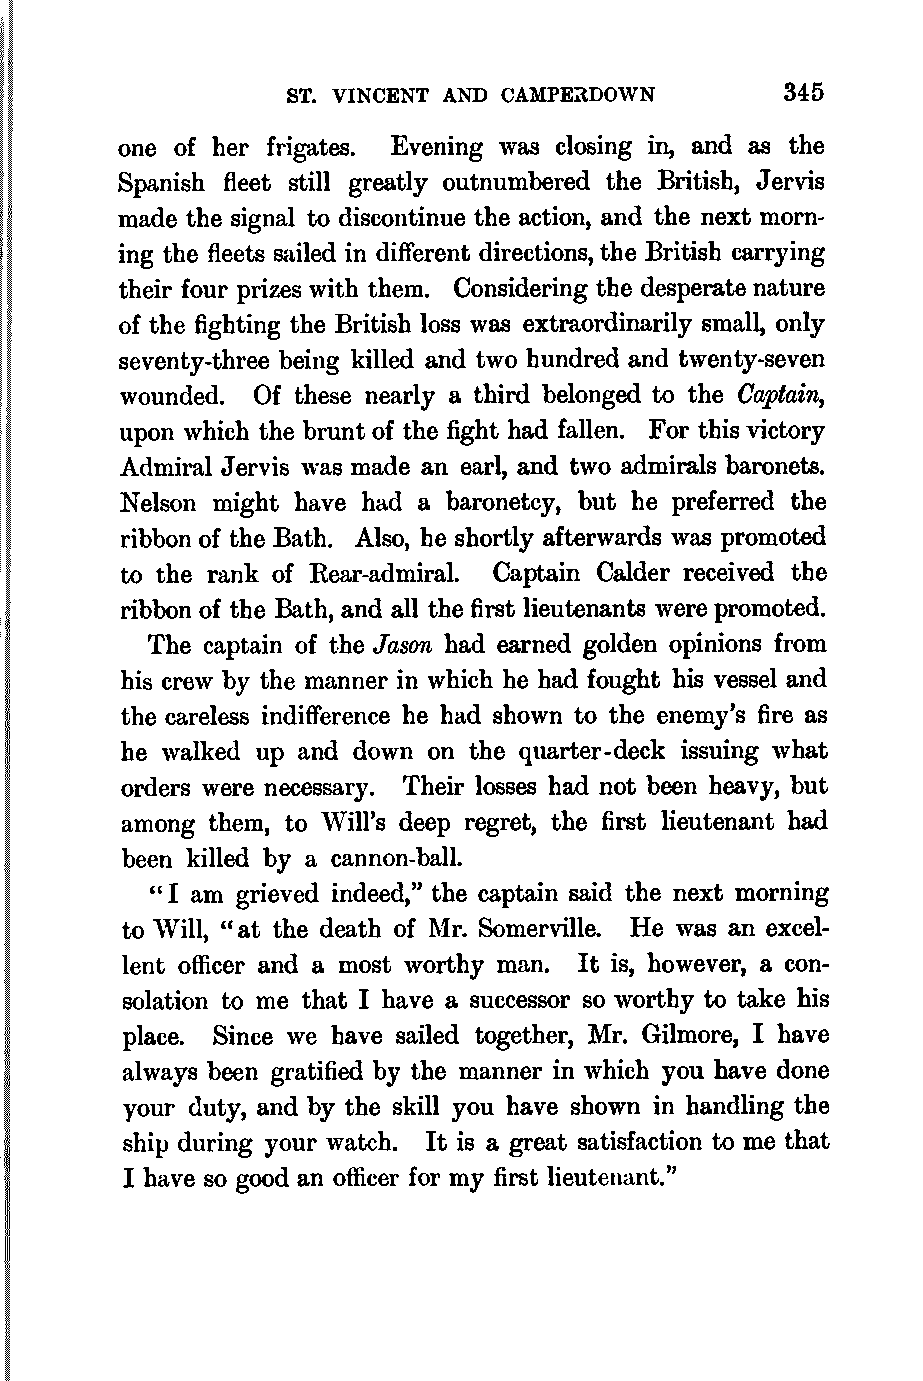 ST. VINCENT AND CAMPERDOWN 345
one of her frigates. Evening was closing in, and as the
Spanish fleet still greatly outnumbered the British, Jervis
made the signal to discontinue the action, and the next morn-
ing the fleets sailed in different directions, the British carrying
their four prizes with them. Considering the desperate nature
of the fighting the British loss was extraordinarily small, only
seventy-three being killed and two hundred and twenty-seven
wounded. Of these nearly a third belonged to the Captain,
upon which the brunt of the fight had fallen. For this victory
Admiral Jervis was made an earl, and two admirals baronets.
Nelson might have had a baronetcy, but he preferred the
ribbon of the Bath. Also, he shortly afterwards was promoted
to the rank of Rear-admiral. Captain Calder received the
ribbon of the Bath, and all the first lieutenants were promoted.
The captain of the Jason had earned golden opinions from
his crew by the manner in which he had fought his vessel and
the careless indifference he had shown to the enemy's fire as
he walked up and down on the quarter-deck issuing what
orders were necessary. Their losses had not been heavy, but
among them, to Will's deep regret, the first lieutenant had
been killed by a cannon-ball.
"I am grieved indeed," the captain said the next morning
to Will, "at the death of Mr. Somerville. He was an excel-
lent officer and a most worthy man. It is, however, a con-
solation to me that I have a successor so worthy to take his
place. Since we have sailed together, Mr. Gilmore, I have
always been gratified by the manner in which you have done
your duty, and by the skill you have shown in handling the
ship during your watch. It is a great satisfaction to me that
I have so good an officer for my first lieutenant."